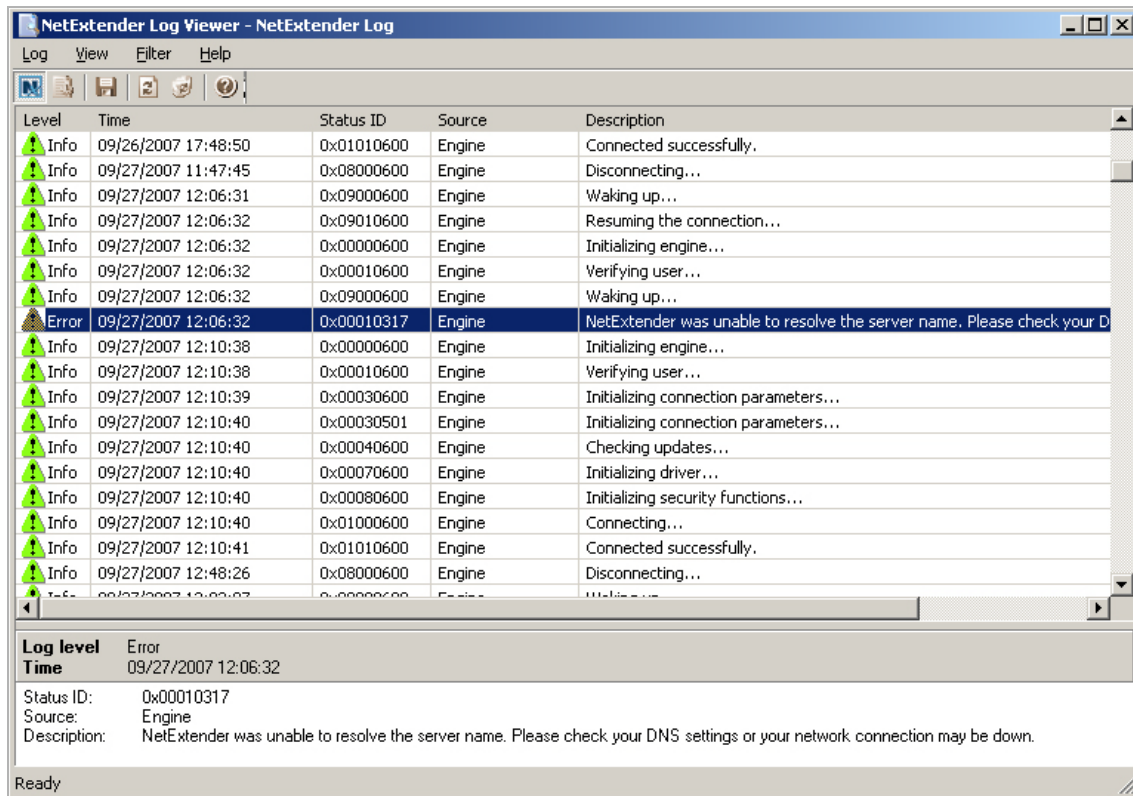 NetExtender Log Viewer - NetExtender Log
Log View Filter Help
Level Time Status ID Source Description
Info 09/26/2007 17:48:50 0x01010600 Engine Connected successfully.
Info 09/27/2007 11:47:45 0x08000600 Engine Disconnecting...
Info 09/27/2007 12:06:31 0x09000600 Engine Waking up...
Info 09/27/2007 12:06:32 0x09010600 Engine Resuming the connection...
Info 09/27/2007 12:06:32 0x00000600 Engine Initializing engine...
Info 09/27/2007 12:06:32 0x00010600 Engine Verifying user...
Info 09/27/2007 12:06:32 0x09000600 Engine Waking up...
Error 09/27/2007 12:06:32 0x00010317 Engine NetExtender was unable to resolve the server name. Please check your D
Info 09/27/2007 12:10:38 0x00000600 Engine Initializing engine...
Info 09/27/2007 12:10:38 0x00010600 Engine Verifying user...
Info 09/27/2007 12:10:39 0x00030600 Engine Initializing connection parameters...
Info 09/27/2007 12:10:40 0x00030501 Engine Initializing connection parameters...
Info 09/27/2007 12:10:40 0x00040600 Engine Checking updates...
Info 09/27/2007 12:10:40 0x00070600 Engine Initializing driver...
Info 09/27/2007 12:10:40 0x00080600 Engine Initializing security functions...
Info 09/27/2007 12:10:40 0x01000600 Engine Connecting...
Info 09/27/2007 12:10:41 0x01010600 Engine Connected successfully.
Info 09/27/2007 12:48:26 0x08000600 Engine Disconnecting...
Log level Error
Time 09/27/2007 12:06:32
Status ID: 0x00010317
Source: Engine
Description: NetExtender was unable to resolve the server name. Please check your DNS settings or your network connection may be down.
Ready